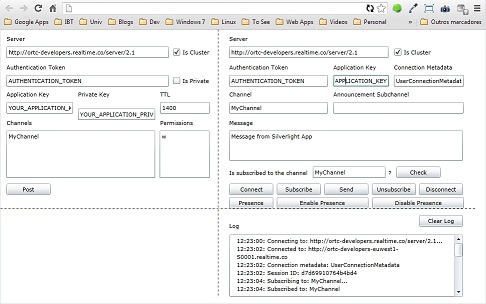 Google Apps IBT Univ Blogs Dev Windows 7 Linux To See Web Apps Videos Personal » Outros marcadores
Server
http://ortc-developers.realtime.co/server/2.1 Is Cluster
Authentication Token
AUTHENTICATION_TOKEN Is Private
Application Key Private Key TTL
YOUR_APPLICATION_K YOUR_APPLICATION_PRIV 1400
Channels Permissions
MyChannel w
Post
Server
http://ortc-developers.realtime.co/server/2.1 Is Cluster
Authentication Token Application Key Connection Metadata
AUTHENTICATION_TOKEN APPLICATION_KEY UserConnectionMetadat
Channel Announcement Subchannel
MyChannel
Message
Message from Silverlight App
Is subscribed to the channel MyChannel ? Check
Connect Subscribe Send Unsubscribe Disconnect
Presence Enable Presence Disable Presence
Clear Log
Log
12:23:00: Connecting to: http://ortc-developers.realtime.co/server/2.1...
12:23:02: Connected to: http://ortc-developers-euwest1-
S0001.realtime.co
12:23:02: Connection metadata: UserConnectionMetadata
12:23:02: Session ID: d7d69910764b4bd4
12:23:04: Subscribing to: MyChannel...
12:23:04: Subscribed to: MyChannel